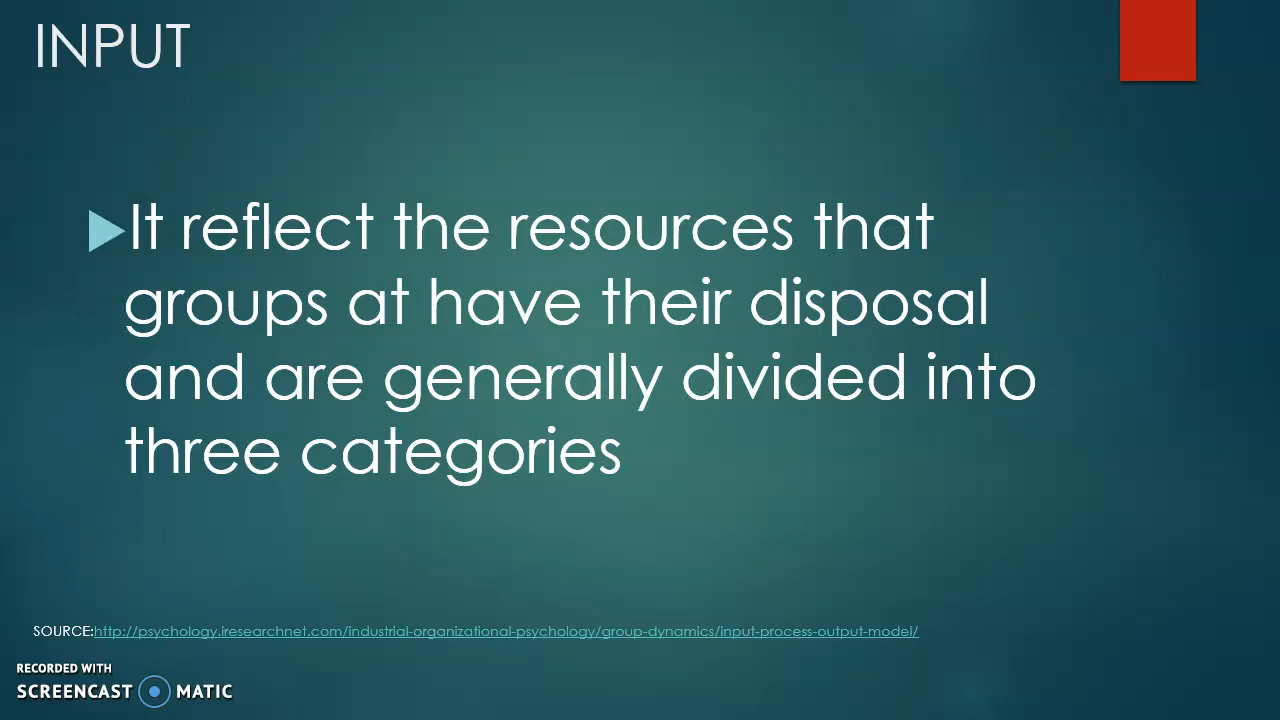 INPUT
It reflect the resources that
groups at have their disposal
and are generally divided into
three categories
SOURCE:http://psychology.iresearchnet.com/industrial-organizational-psychology/group-dynamics/input-process-output-model/
RECORDED WITH
SCREENCAST MATIC